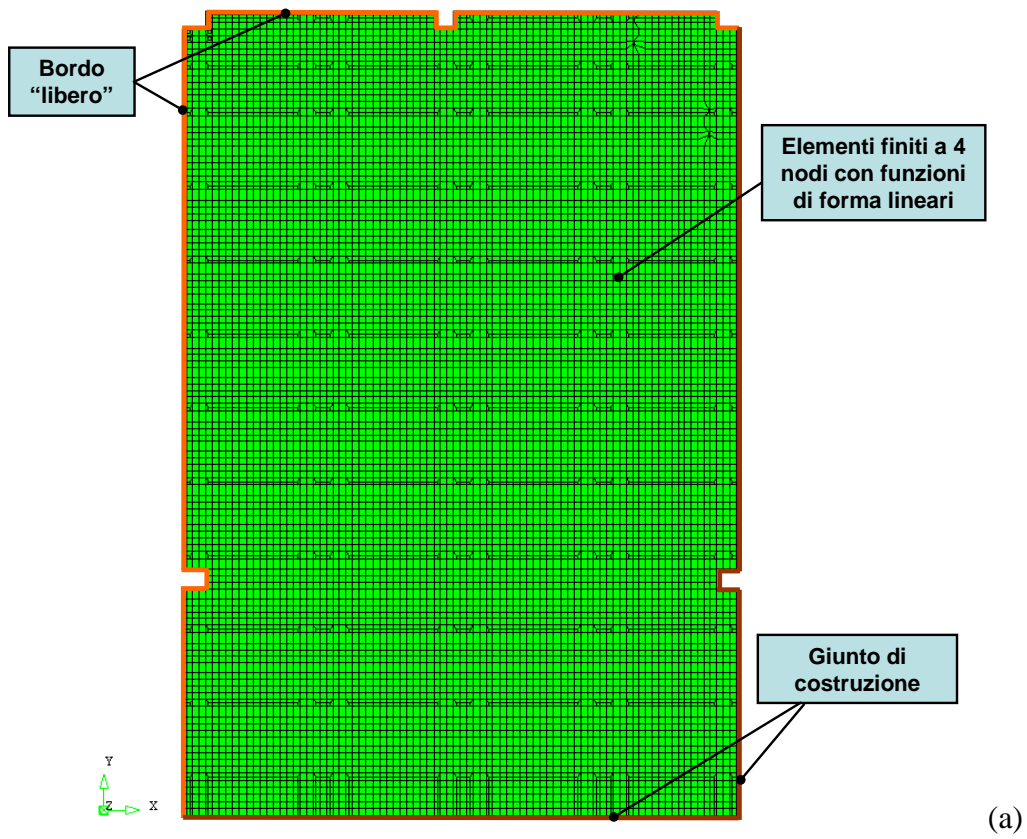 Bordo
“libero”
Elementi finiti a 4
nodi con funzioni
di forma lineari
Giunto di
costruzione
Y
Z
X
(a)